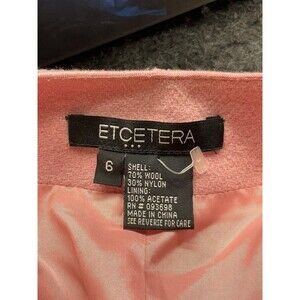 ETCETERA
6
SHELL:
70% WOOL
30% NYLON
LINING:
100% ACETATE
RN # 093698
MADE IN CHINA
SEE REVERSE FOR CARE